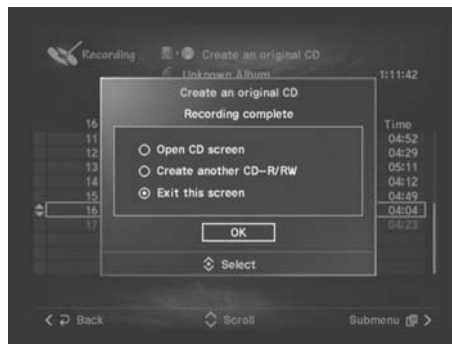 Recording
Create an original CD
Unknown Album
1:11:42
Create an original CD
Recording complete
16
Time
11
04:52
12
Open CD screen
04:29
13
Create another CD-R/RW
05:11
14
04:12
15
Exit this screen
04:49
16
04:04
17
OK
04:23
Select
Back
Scroll
Submenu